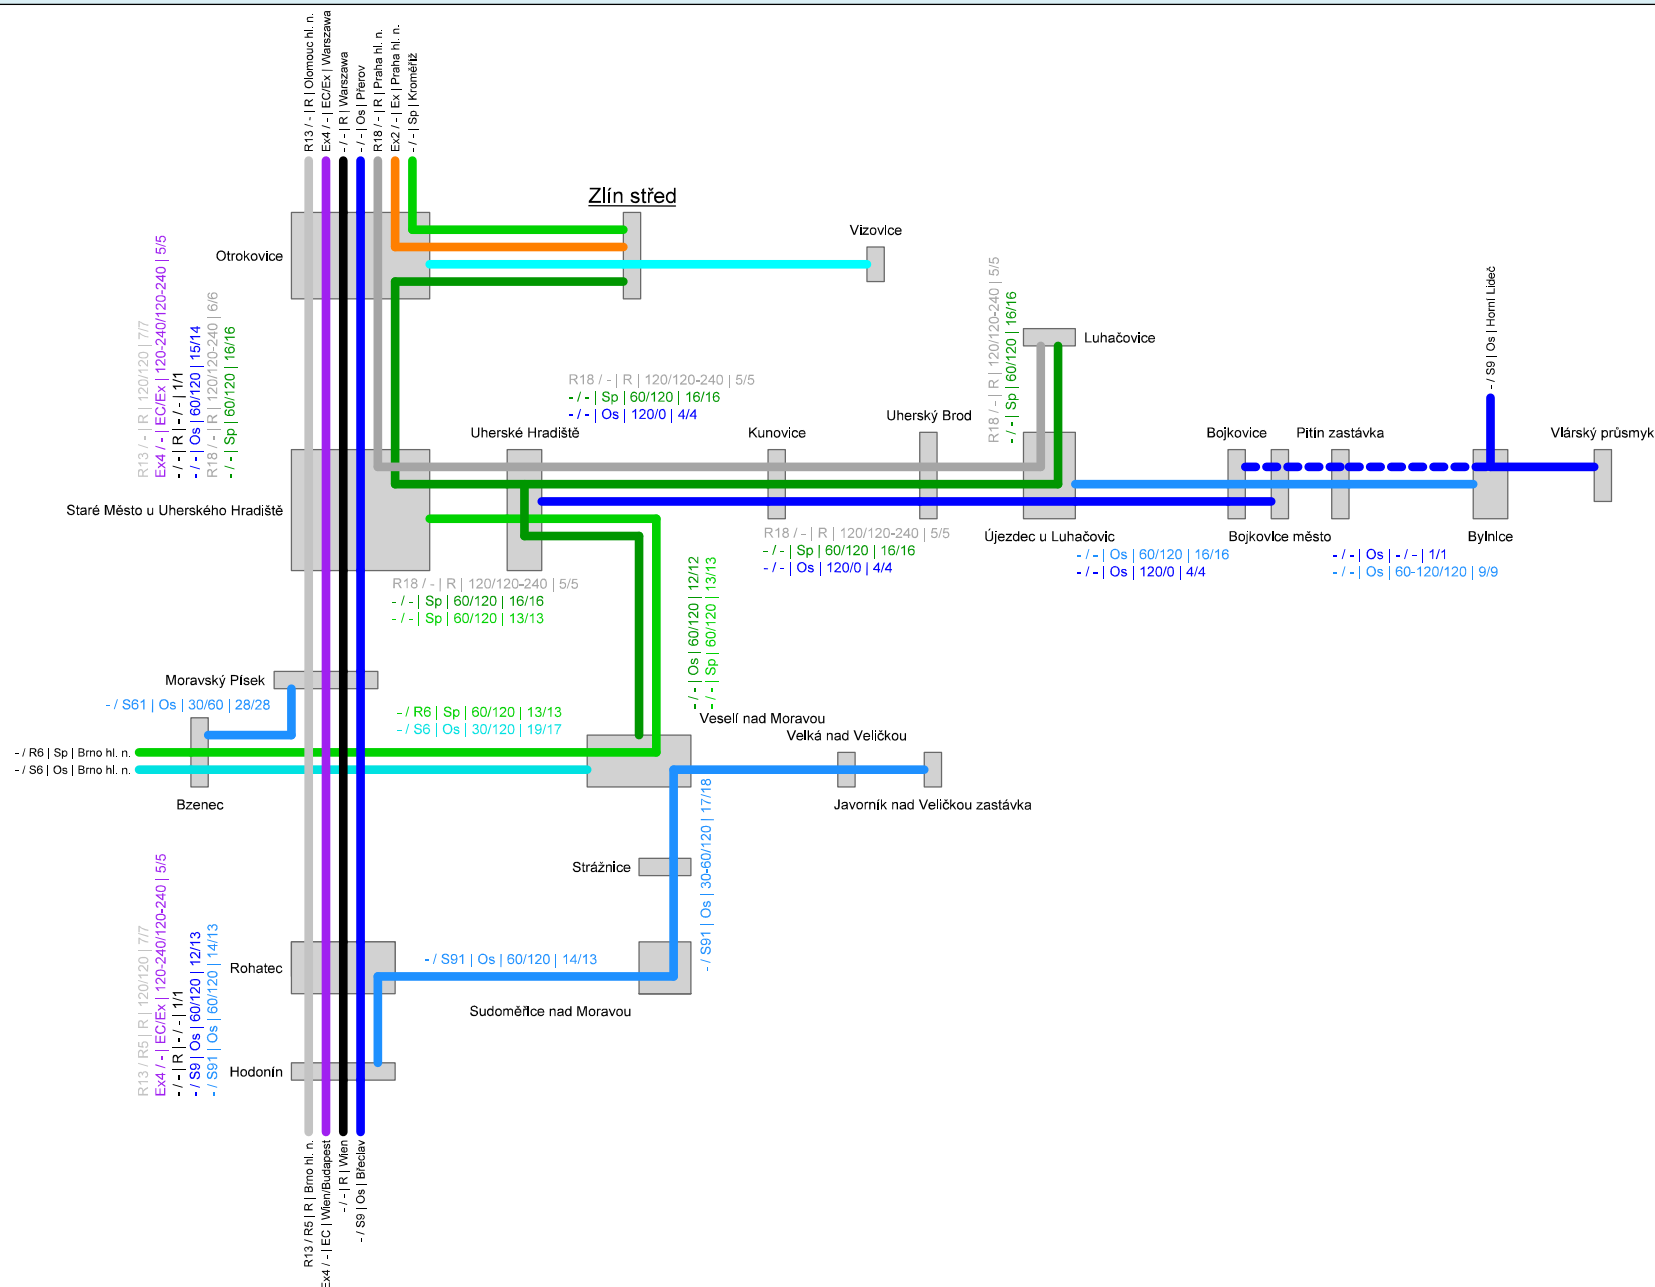 R13 / - | R | Olomouc hl. n.
Ex4 / - | EC/Ex | Warszawa
- / - | R | Warszawa
- / - | Os | Přerov
R18 / - | R | Praha hl. n.
Ex2 / - | Ex | Praha hl. n.
- / - | Sp | Kroměříž
Zlín střed
Vizovice
Otrokovice
R13 / - | R | 120/120 | 7/7
Ex4 / - | EC/Ex | 120-240/120-240 | 5/5
- / - | R | - / - | 1/1
- / - | Os | 60/120 | 15/14
R18 / - | R | 120/120-240 | 6/6
- / - | Sp | 60/120 | 16/16
R18 / - | R | 120/120-240 | 5/5
- / - | Sp | 60/120 | 16/16
Luhačovice
- / S9 | Os | Horní Lideč
R18 / - | R | 120/120-240 | 5/5
- / - | Sp | 60/120 | 16/16
- / - | Os | 120/0 | 4/4
Uherské Hradiště
Kunovice
Uherský Brod
Bojkovice
Pitín zastávka
Vlárský průsmyk
Staré Město u Uherského Hradiště
R18 / - | R | 120/120-240 | 5/5
- / - | Sp | 60/120 | 16/16
- / - | Os | 120/0 | 4/4
Újezdec u Luhačovic
Bojkovice město
Bylnice
- / - | Os | 60/120 | 16/16
- / - | Os | 120/0 | 4/4
- / - | Os | - / - | 1/1
- / - | Os | 60-120/120 | 9/9
R18 / - | R | 120/120-240 | 5/5
- / - | Sp | 60/120 | 16/16
- / - | Sp | 60/120 | 13/13
- / - | Os | 60/120 | 12/12
- / - | Sp | 60/120 | 13/13
Moravský Písek
- / S61 | Os | 30/60 | 28/28
- / R6 | Sp | 60/120 | 13/13
- / S6 | Os | 30/120 | 19/17
Veselí nad Moravou
Velká nad Veličkou
- / R6 | Sp | Brno hl. n.
- / S6 | Os | Brno hl. n.
Bzenec
Javorník nad Veličkou zastávka
- / S91 | Os | 30-60/120 | 17/18
Strážnice
R13 / R5 | R | 120/120 | 7/7
Ex4 / - | EC/Ex | 120-240/120-240 | 5/5
- / - | R | - / - | 1/1
- / S9 | Os | 60/120 | 12/13
- / S91 | Os | 60/120 | 14/13
Rohatec
- / S91 | Os | 60/120 | 14/13
Sudoměřice nad Moravou
Hodonín
R13 / R5 | R | Brno hl. n.
Ex4 / - | EC | Wien/Budapest
- / - | R | Wien
- / S9 | Os | Břeclav